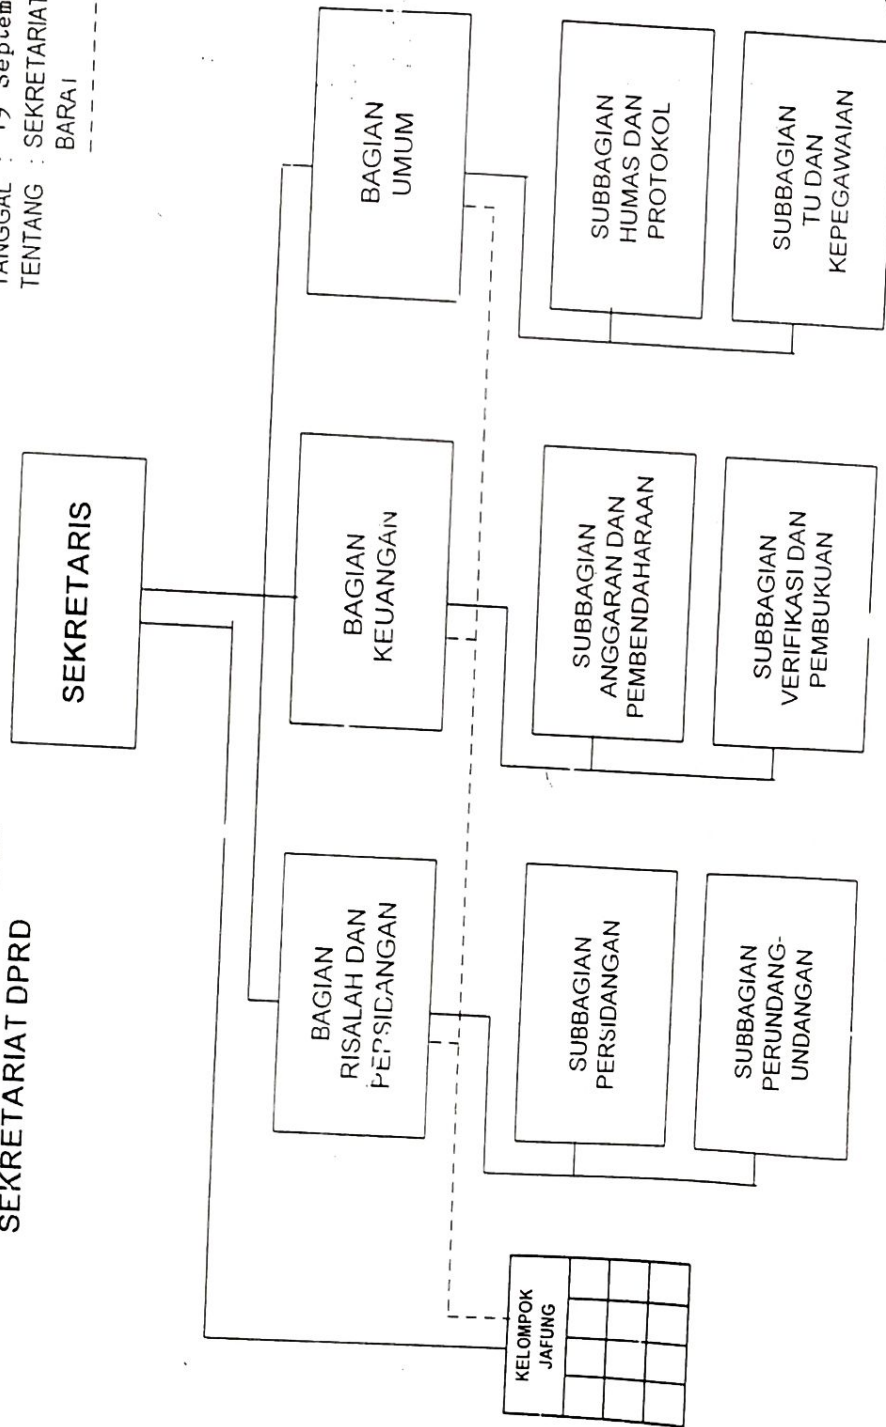 SEKRETARIAT DPRD
TANGGAL : 19 Septem
TENTANG : SEKRETARIAT
BARAT
SEKRETARIS
BAGIAN
RISALAH DAN
PERSIDANGAN
BAGIAN
KEUANGAN
BAGIAN
UMUM
KELOMPOK
JAFUNG
SUBBAGIAN
PERSIDANGAN
SUBBAGIAN
ANGGARAN DAN
PEMBENDAHARAAN
SUBBAGIAN
HUMAS DAN
PROTOKOL
SUBBAGIAN
PERUNDANG-
UNDANGAN
SUBBAGIAN
VERIFIKASI DAN
PEMBUKUAN
SUBBAGIAN
TU DAN
KEPEGAWAIAN